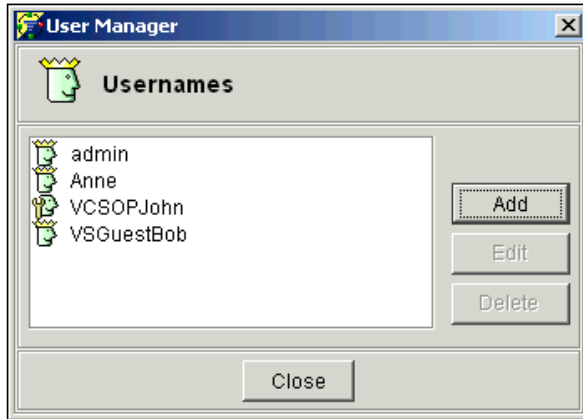 User Manager
Usernames
admin
Anne
VCSOPJohn
VSGuestBob
Add
Edit
Delete
Close